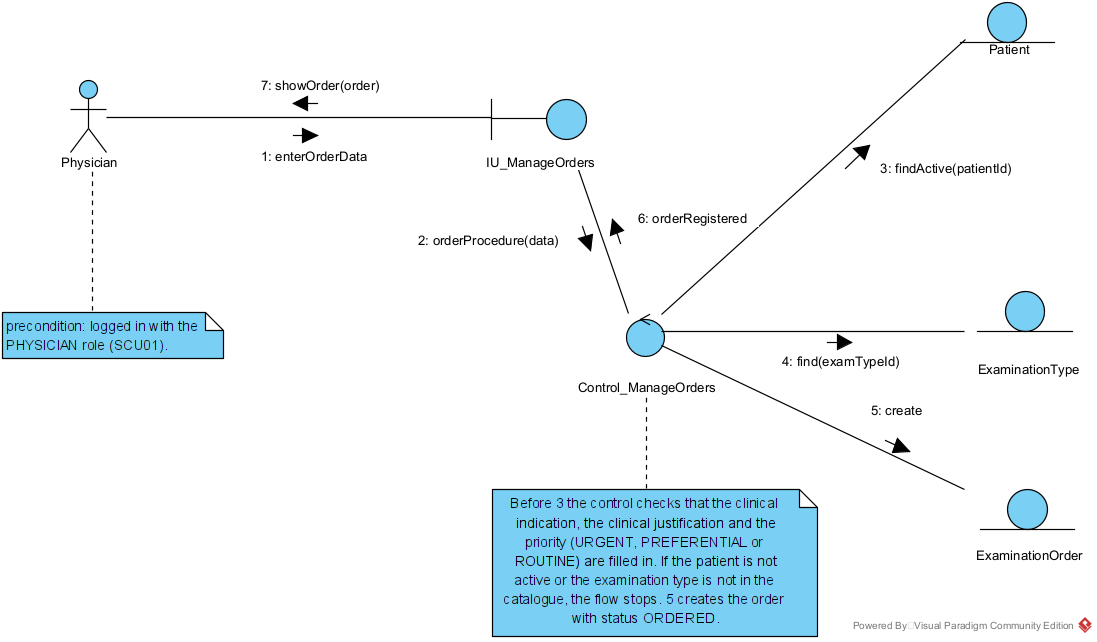 Patient
7: showOrder(order)
1: enterOrderData
Physician
IU_ManageOrders
3: findActive(patientId)
6: orderRegistered
2: orderProcedure(data)
precondition: logged in with the
PHYSICIAN role (SCU01).
4: find(examTypeId)
ExaminationType
Control_ManageOrders
5: create
Before 3 the control checks that the clinical
indication, the clinical justification and the
priority (URGENT, PREFERENTIAL or
ROUTINE) are filled in. If the patient is not
active or the examination type is not in the
catalogue, the flow stops. 5 creates the order
with status ORDERED.
ExaminationOrder
Powered By Visual Paradigm Community Edition